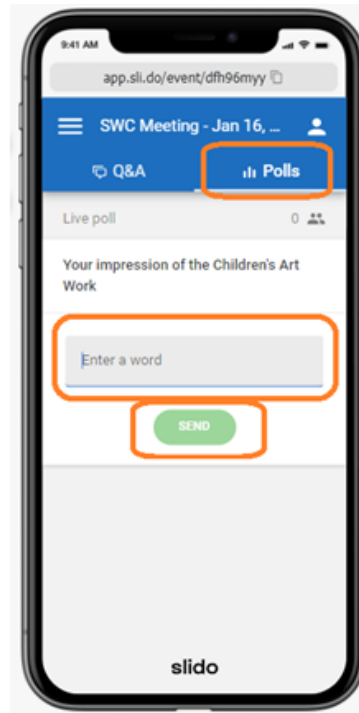 9:41 AM
app.sli.do/event/dfh96myy
SWC Meeting - Jan 16, ...
Q&A
Polls
Live poll
0
Your impression of the Children's Art
Work
Enter a word
SEND
slido